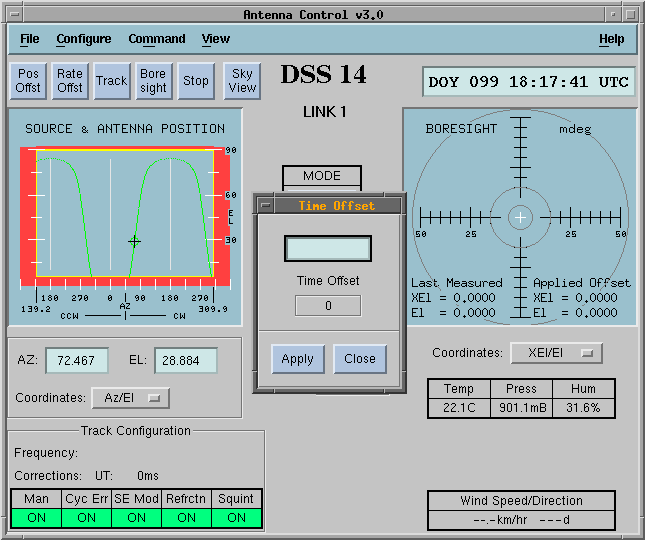 Antenna Control v3.0
File Configure Command View Help
Pos Offst Rate Offst Track Bore sight Stop Sky View
DSS 14
LINK 1
DOY 099 18:17:41 UTC
SOURCE & ANTENNA POSITION
90
60
EL
30
180 270 0 AZ 90 180 270
139.2 309.9
CCW CW
MODE
Time Offset
Time Offset
0
Apply Close
BORESIGHT mdeg
50 25 25 50
Last Measured Applied Offset
XEl = 0.0000 XEl = 0.0000
El = 0.0000 El = 0.0000
AZ: 72.467 EL: 28.884
Coordinates: Az/El
Coordinates: XEl/El
Temp Press Hum
22.1C 901.1mB 31.6%
Track Configuration
Frequency:
Corrections: UT: 0ms
Man Cyc Err SE Mod Refrctn Squint
ON ON ON ON ON
Wind Speed/Direction
--.-km/hr ---d